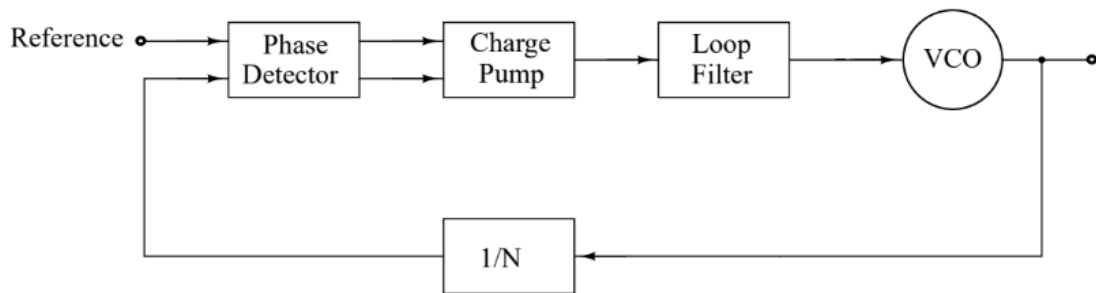 Reference
Phase
Detector
Charge
Pump
Loop
Filter
VCO
1/N